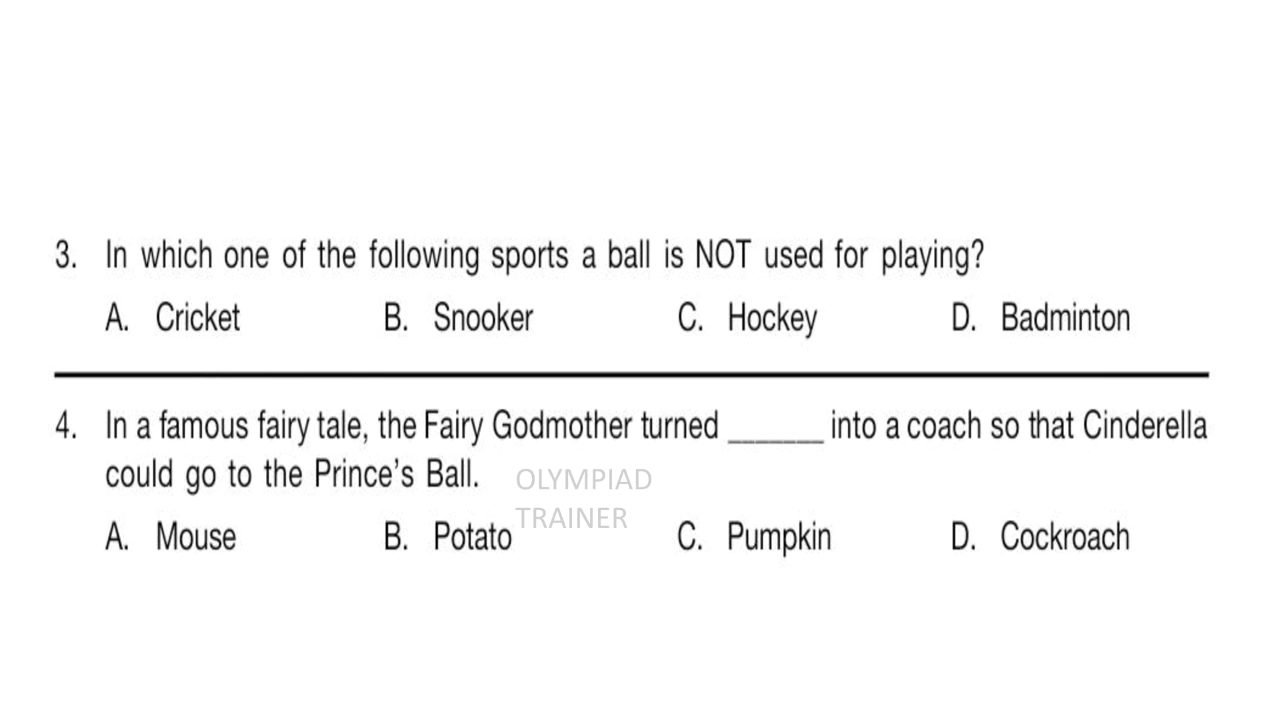 3. In which one of the following sports a ball is NOT used for playing?
A. Cricket B. Snooker C. Hockey D. Badminton
4. In a famous fairy tale, the Fairy Godmother turned _______ into a coach so that Cinderella
could go to the Prince's Ball.
OLYMPIAD
TRAINER
A. Mouse B. Potato C. Pumpkin D. Cockroach